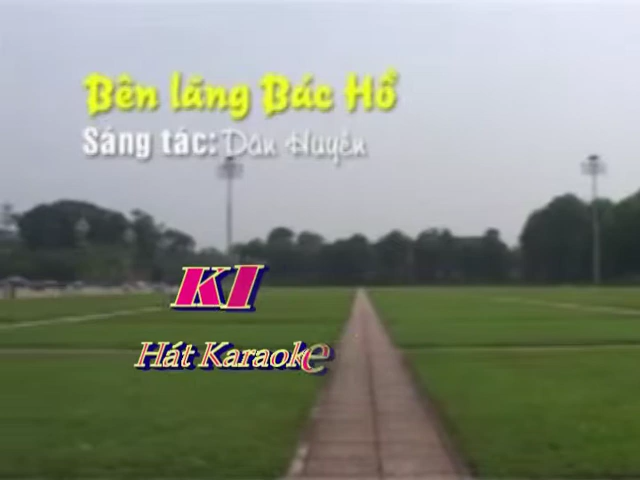 Bên lăng Bác Hồ
Sáng tác: Dân Huyền
KI
Hát Karaoke